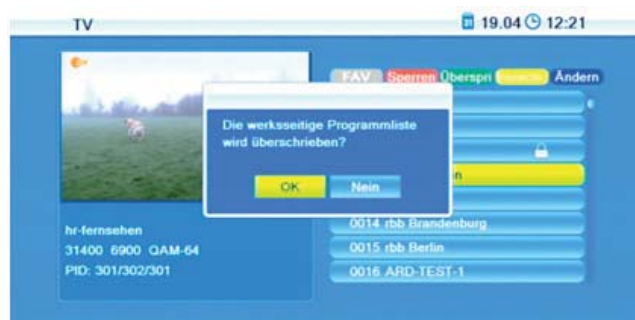 TV
19.04 12:21
FAV Sperren Überspri Ändern
Die werksseitige Programmliste
wird überschrieben?
OK Nein
hr-fernsehen
31400 6900 QAM-64
PID: 301/302/301
0014 rbb Brandenburg
0015 rbb Berlin
0016 ARD-TEST-1